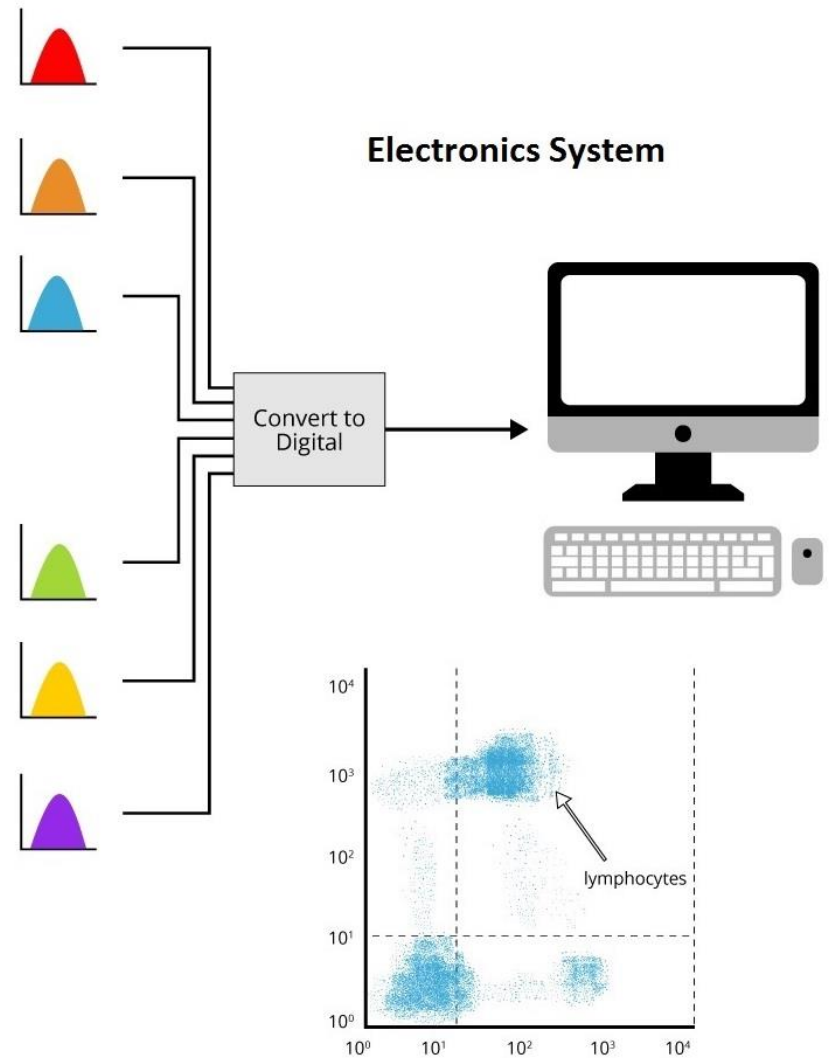 Electronics System
Convert to
Digital
10⁴
10³
10²
10¹
10⁰
lymphocytes
10⁰ 10¹ 10² 10³ 10⁴